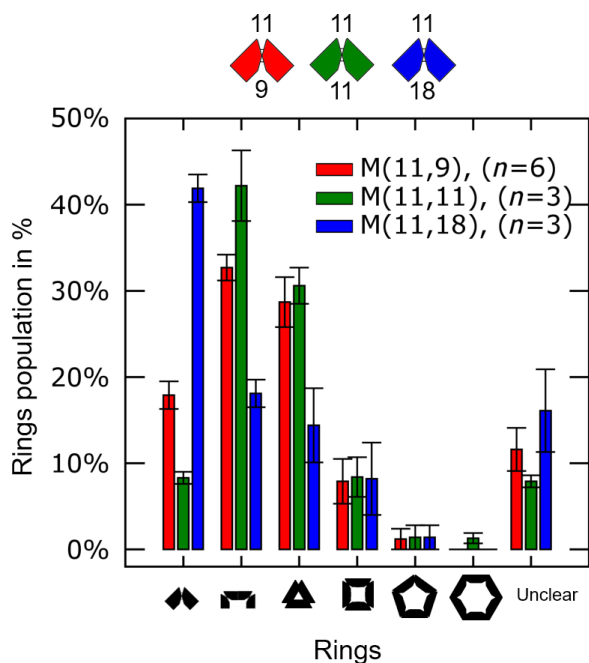 11 11 11
9 11 18
50%
M(11,9), (n=6)
M(11,11), (n=3)
40%
M(11,18), (n=3)
30%
20%
10%
0%
Rings population in %
Unclear
Rings